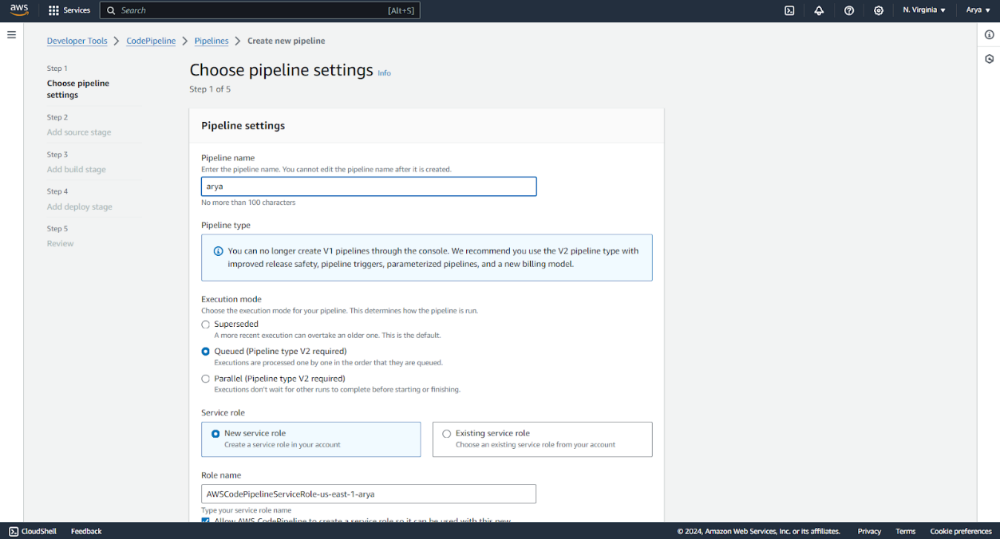 aws
Services
Search
[Alt+S]
N. Virginia
Arya
Developer Tools
CodePipeline
Pipelines
Create new pipeline
Step 1
Choose pipeline
settings
Step 2
Add source stage
Step 3
Add build stage
Step 4
Add deploy stage
Step 5
Review
Choose pipeline settings Info
Step 1 of 5
Pipeline settings
Pipeline name
Enter the pipeline name. You cannot edit the pipeline name after it is created.
arya
No more than 100 characters
Pipeline type
You can no longer create V1 pipelines through the console. We recommend you use the V2 pipeline type with
improved release safety, pipeline triggers, parameterized pipelines, and a new billing model.
Execution mode
Choose the execution mode for your pipeline. This determines how the pipeline is run.
Superseded
A more recent execution can overtake an older one. This is the default.
Queued (Pipeline type V2 required)
Executions are processed one by one in the order that they are queued.
Parallel (Pipeline type V2 required)
Executions don't wait for other runs to complete before starting or finishing.
Service role
New service role
Create a service role in your account
Existing service role
Choose an existing service role from your account
Role name
AWSCodePipelineServiceRole-us-east-1-arya
Type your service role name
Allow AWS CodePipeline to create a service role so it can be used with this new
CloudShell
Feedback
© 2024, Amazon Web Services, Inc. or its affiliates.
Privacy
Terms
Cookie preferences